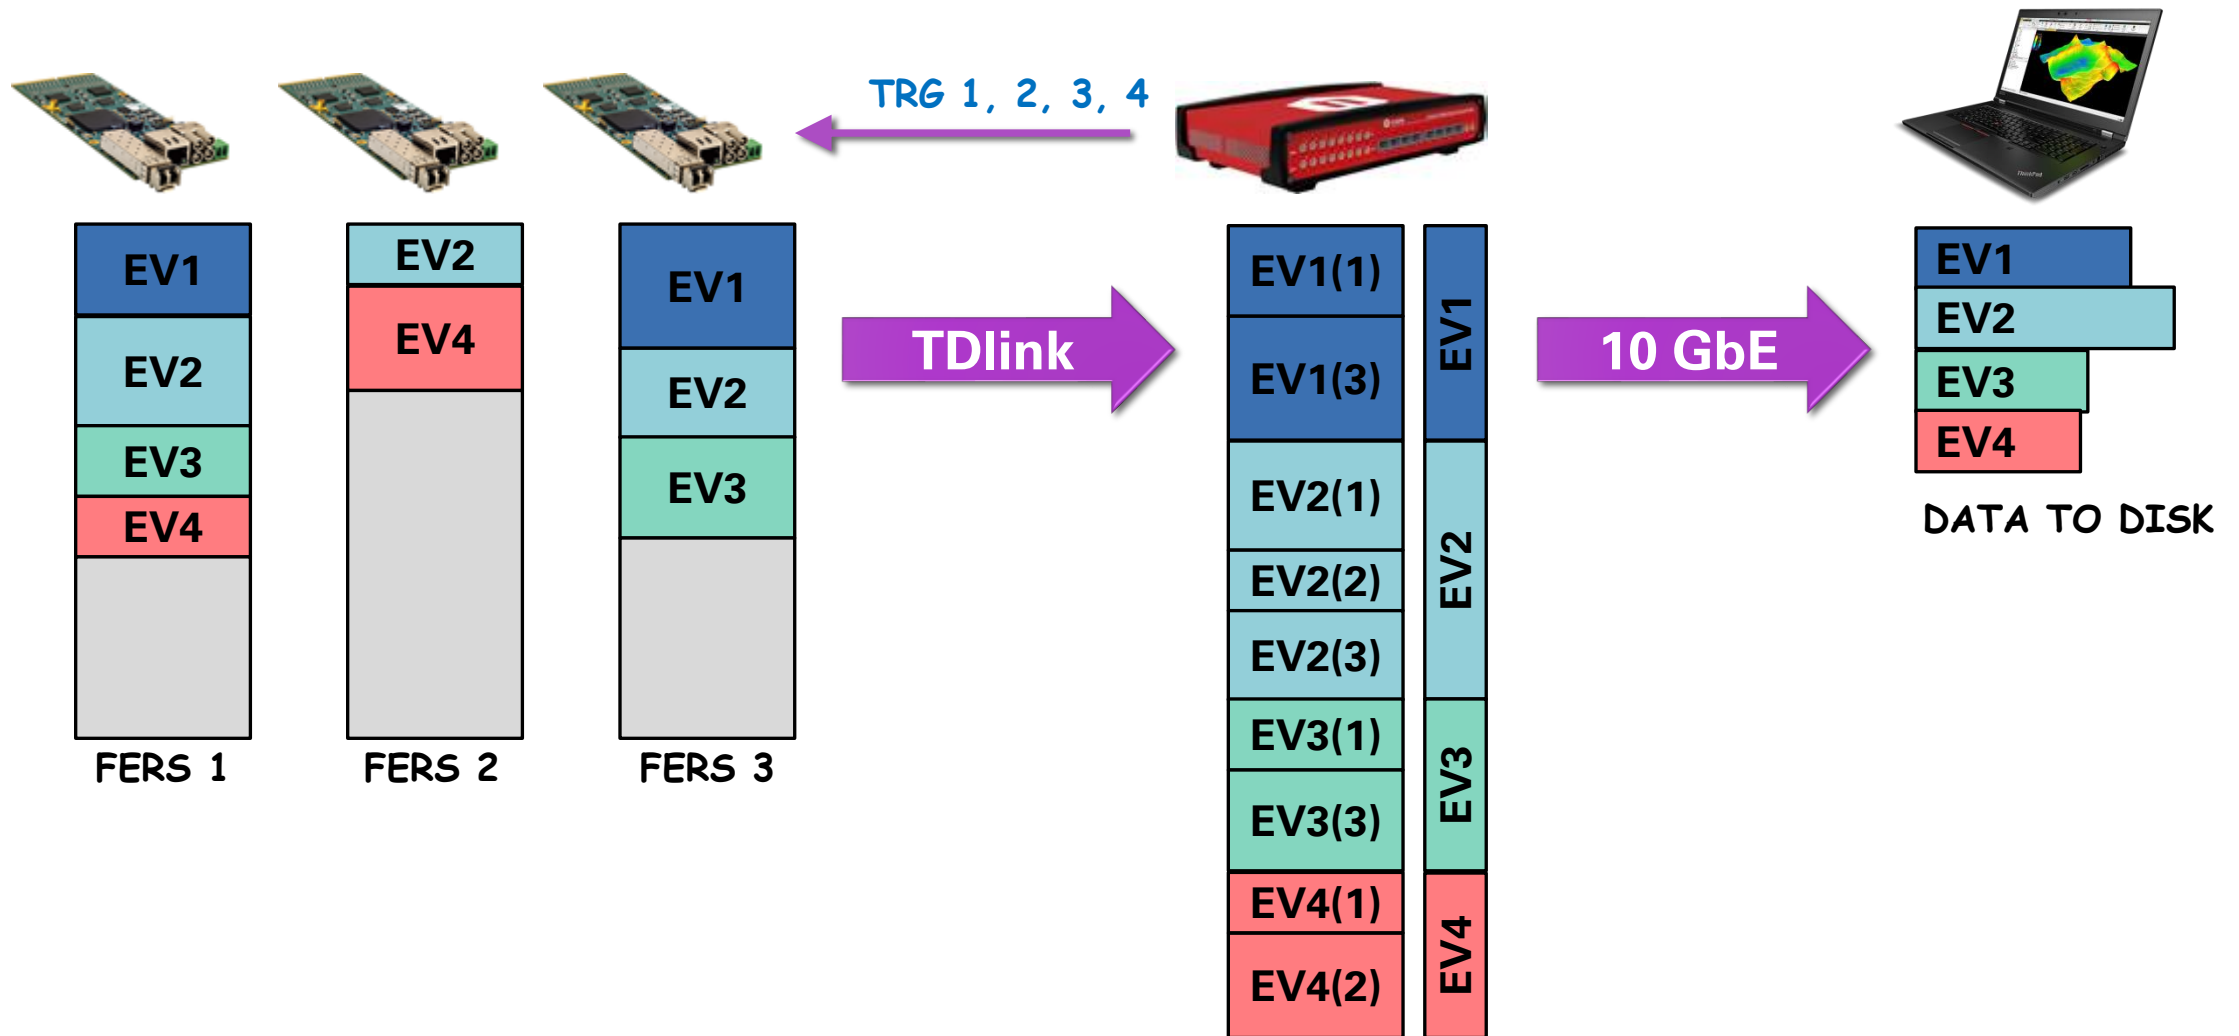 TRG 1, 2, 3, 4
EV1
EV2
EV3
EV4
FERS 1
EV2
EV4
FERS 2
EV1
EV2
EV3
FERS 3
TDlink
EV1(1)
EV1(3)
EV2(1)
EV2(2)
EV2(3)
EV3(1)
EV3(3)
EV4(1)
EV4(2)
EV1
EV2
EV3
EV4
10 GbE
EV1
EV2
EV3
EV4
DATA TO DISK